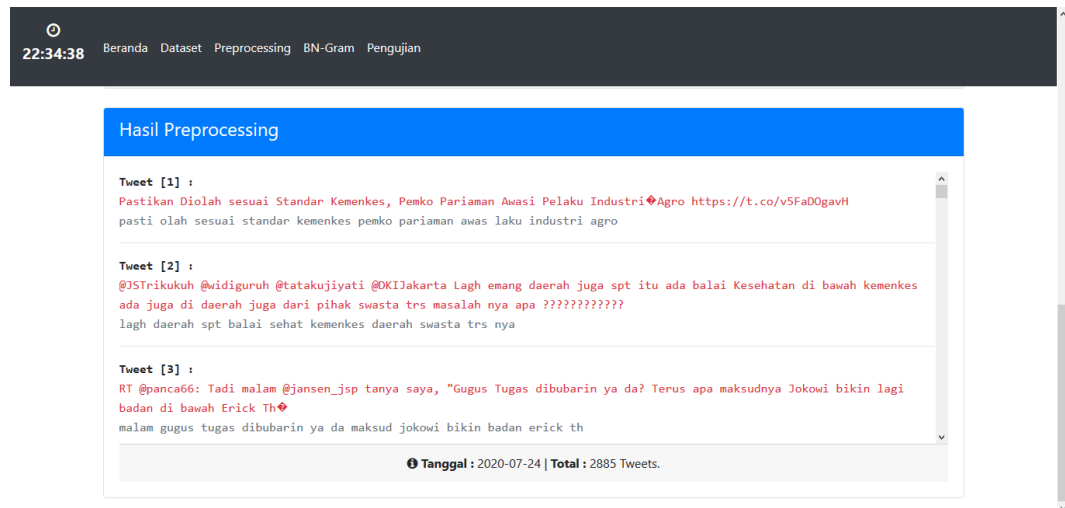 22:34:38
Beranda Dataset Preprocessing BN-Gram Pengujian
Hasil Preprocessing
Tweet [1] :
Pastikan Diolah sesuai Standar Kemenkes, Pemko Pariaman Awasi Pelaku Industri�Agro https://t.co/v5FaDOgavH
pasti olah sesuai standar kemenkes pemko pariaman awas laku industri agro
Tweet [2] :
@JSTrikukuh @widiguruh @tatakujiyati @DKIJakarta Lagh emang daerah juga spt itu ada balai Kesehatan di bawah kemenkes
ada juga di daerah juga dari pihak swasta trs masalah nya apa ????????????
lagh daerah spt balai sehat kemenkes daerah swasta trs nya
Tweet [3] :
RT @panca66: Tadi malam @jansen_jsp tanya saya, "Gugus Tugas dibubarin ya da? Terus apa maksudnya Jokowi bikin lagi
badan di bawah Erick Th�
malam gugus tugas dibubarin ya da maksud jokowi bikin badan erick th
Tanggal : 2020-07-24 | Total : 2885 Tweets.